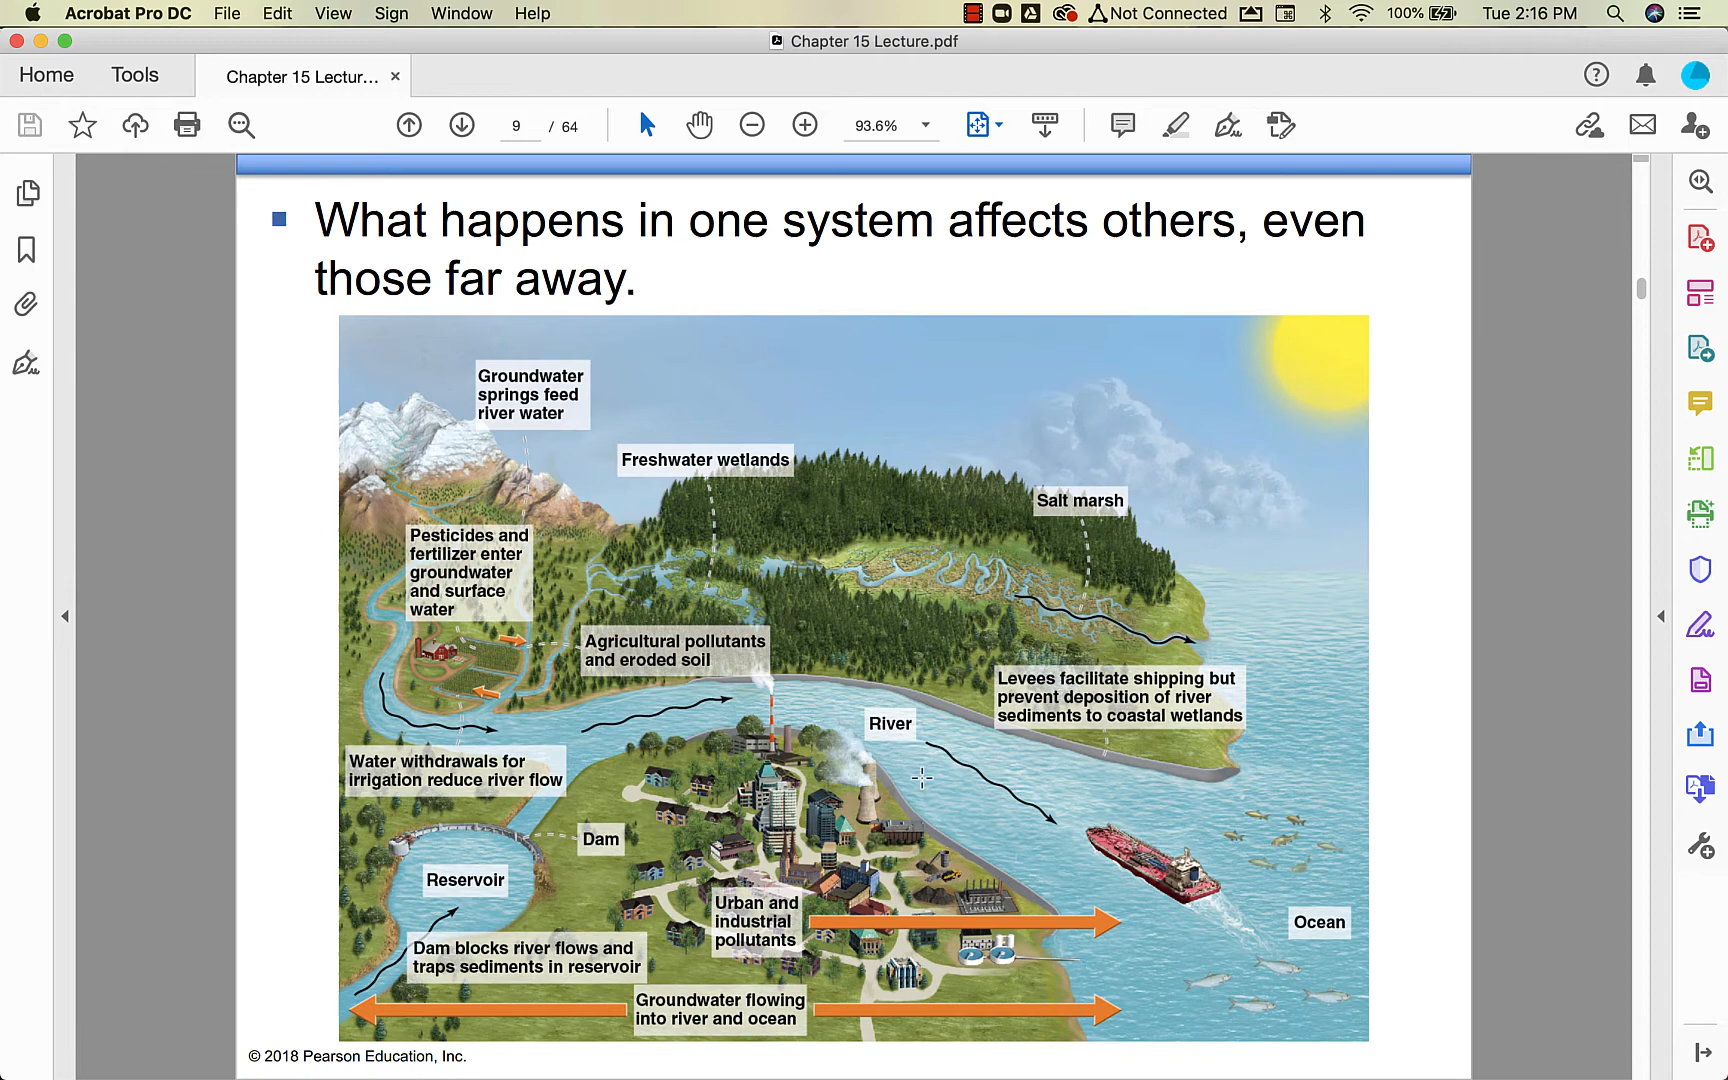 Acrobat Pro DC File Edit View Sign Window Help Not Connected 100% Tue 2:16 PM
Chapter 15 Lecture.pdf
Home Tools Chapter 15 Lectur... ×
9 / 64 93.6%
What happens in one system affects others, even
those far away.
Groundwater
springs feed
river water
Freshwater wetlands
Salt marsh
Pesticides and
fertilizer enter
groundwater
and surface
water
Agricultural pollutants
and eroded soil
Levees facilitate shipping but
prevent deposition of river
sediments to coastal wetlands
River
Water withdrawals for
irrigation reduce river flow
Dam
Reservoir
Urban and
industrial
pollutants
Ocean
Dam blocks river flows and
traps sediments in reservoir
Groundwater flowing
into river and ocean
© 2018 Pearson Education, Inc.